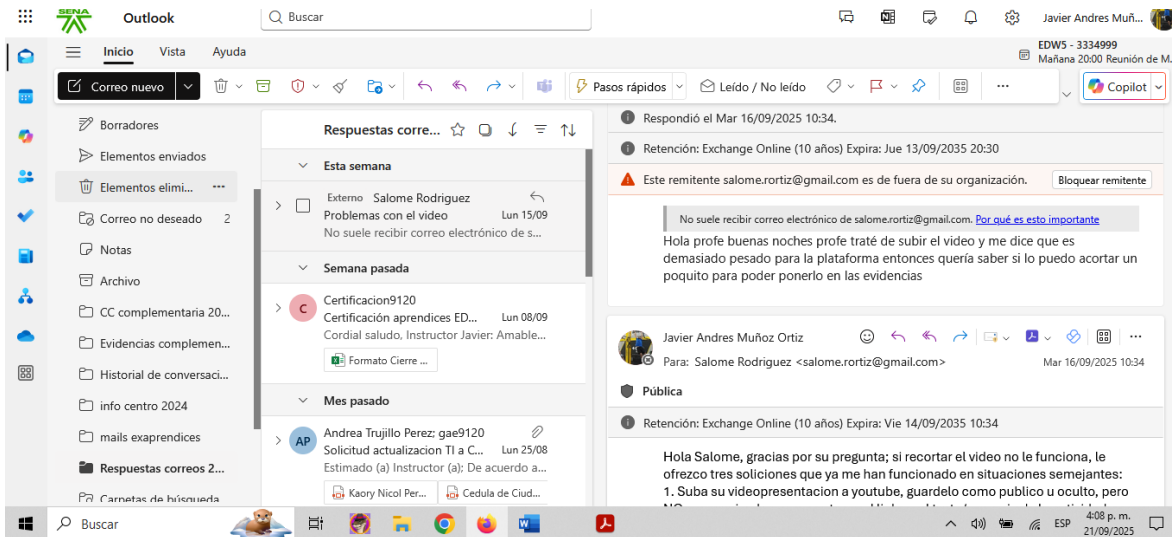 SENA
Outlook
Buscar
Javier Andres Muñ...
Inicio Vista Ayuda
EDW5 - 3334999
Mañana 20:00 Reunión de M.
Correo nuevo
Pasos rápidos
Leído / No leído
Copilot
Borradores
Elementos enviados
Elementos elimi... ...
Correo no deseado 2
Notas
Archivo
CC complementaria 20...
Evidencias complemen...
Historial de conversaci...
info centro 2024
mails exaprendices
Respuestas correos 2...
Carpetas de búsqueda
Respuestas corre...
Esta semana
Externo Salome Rodriguez
Problemas con el video Lun 15/09
No suele recibir correo electrónico de s...
Semana pasada
C
Certificacion9120
Certificación aprendices ED... Lun 08/09
Cordial saludo, Instructor Javier: Amable...
Formato Cierre ...
Mes pasado
AP
Andrea Trujillo Perez; gae9120
Solicitud actualizacion TI a C... Lun 25/08
Estimado (a) Instructor (a); De acuerdo a...
Kaory Nicol Per... Cedula de Ciud...
Respondió el Mar 16/09/2025 10:34.
Retención: Exchange Online (10 años) Expira: Jue 13/09/2035 20:30
Este remitente salome.rortiz@gmail.com es de fuera de su organización. Bloquear remitente
No suele recibir correo electrónico de salome.rortiz@gmail.com. Por qué es esto importante
Hola profe buenas noches profe traté de subir el video y me dice que es
demasiado pesado para la plataforma entonces quería saber si lo puedo acortar un
poquito para poder ponerlo en las evidencias
Javier Andres Muñoz Ortiz
Para: Salome Rodriguez <salome.rortiz@gmail.com> Mar 16/09/2025 10:34
Pública
Retención: Exchange Online (10 años) Expira: Vie 14/09/2035 10:34
Hola Salome, gracias por su pregunta; si recortar el video no le funciona, le
ofrezco tres soliciones que ya me han funcionado en situaciones semejantes:
1. Suba su videopresentacion a youtube, guardelo como publico u oculto, pero
Buscar
ESP
4:08 p. m.
21/09/2025